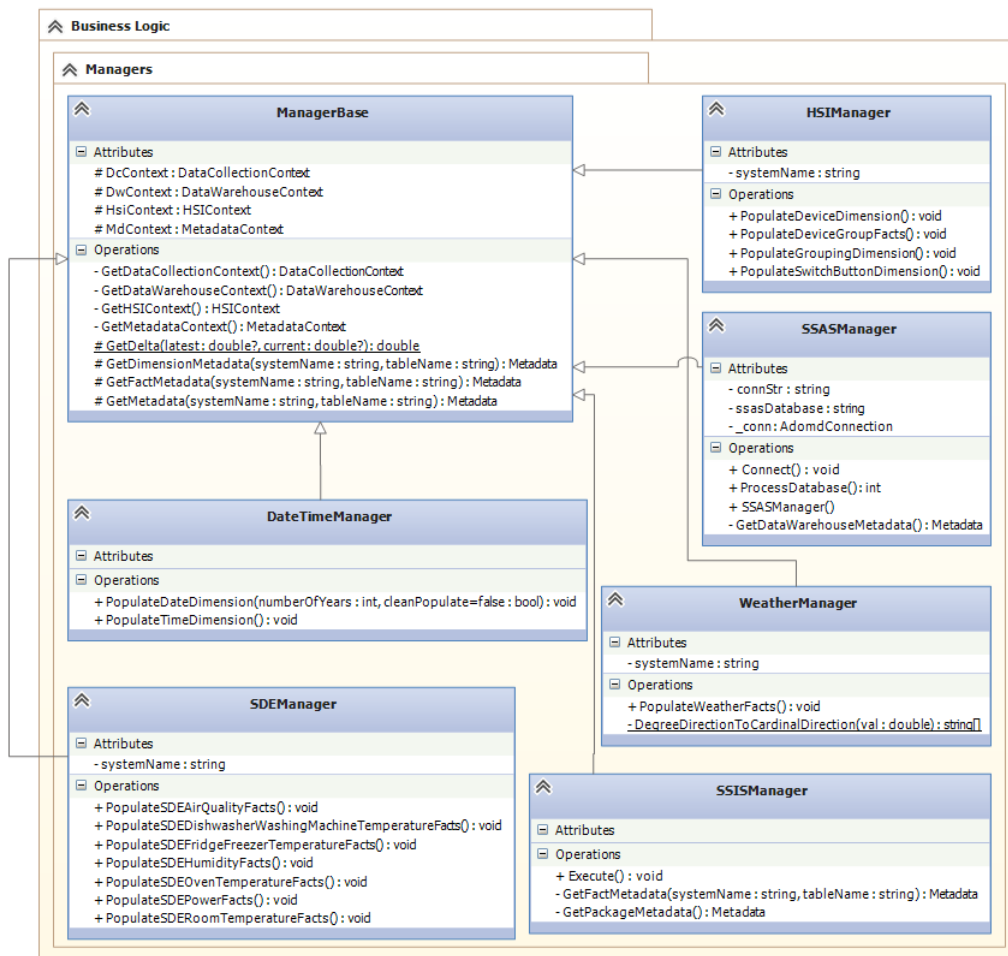 Business Logic
Managers
ManagerBase
Attributes
# DcContext : DataCollectionContext
# DwContext : DataWarehouseContext
# HsiContext : HSIContext
# MdContext : MetadataContext
Operations
- GetDataCollectionContext() : DataCollectionContext
- GetDataWarehouseContext() : DataWarehouseContext
- GetHSIContext() : HSIContext
- GetMetadataContext() : MetadataContext
# GetDelta(latest : double?, current : double?) : double
# GetDimensionMetadata(systemName : string, tableName : string) : Metadata
# GetFactMetadata(systemName : string, tableName : string) : Metadata
# GetMetadata(systemName : string, tableName : string) : Metadata
HSIManager
Attributes
- systemName : string
Operations
+ PopulateDeviceDimension() : void
+ PopulateDeviceGroupFacts() : void
+ PopulateGroupingDimension() : void
+ PopulateSwitchButtonDimension() : void
SSASManager
Attributes
- connStr : string
- ssasDatabase : string
- _conn : AdomdConnection
Operations
+ Connect() : void
+ ProcessDatabase() : int
+ SSASManager()
- GetDataWarehouseMetadata() : Metadata
DateTimeManager
Attributes
Operations
+ PopulateDateDimension(numberOfYears : int, cleanPopulate=false : bool) : void
+ PopulateTimeDimension() : void
WeatherManager
Attributes
- systemName : string
Operations
+ PopulateWeatherFacts() : void
- DegreeDirectionToCardinalDirection(val : double) : string[]
SDEManager
Attributes
- systemName : string
Operations
+ PopulateSDEAirQualityFacts() : void
+ PopulateSDEDishwasherWashingMachineTemperatureFacts() : void
+ PopulateSDEFridgeFreezerTemperatureFacts() : void
+ PopulateSDEHumidityFacts() : void
+ PopulateSDEOvenTemperatureFacts() : void
+ PopulateSDEPowerFacts() : void
+ PopulateSDERoomTemperatureFacts() : void
SSISManager
Attributes
Operations
+ Execute() : void
- GetFactMetadata(systemName : string, tableName : string) : Metadata
- GetPackageMetadata() : Metadata